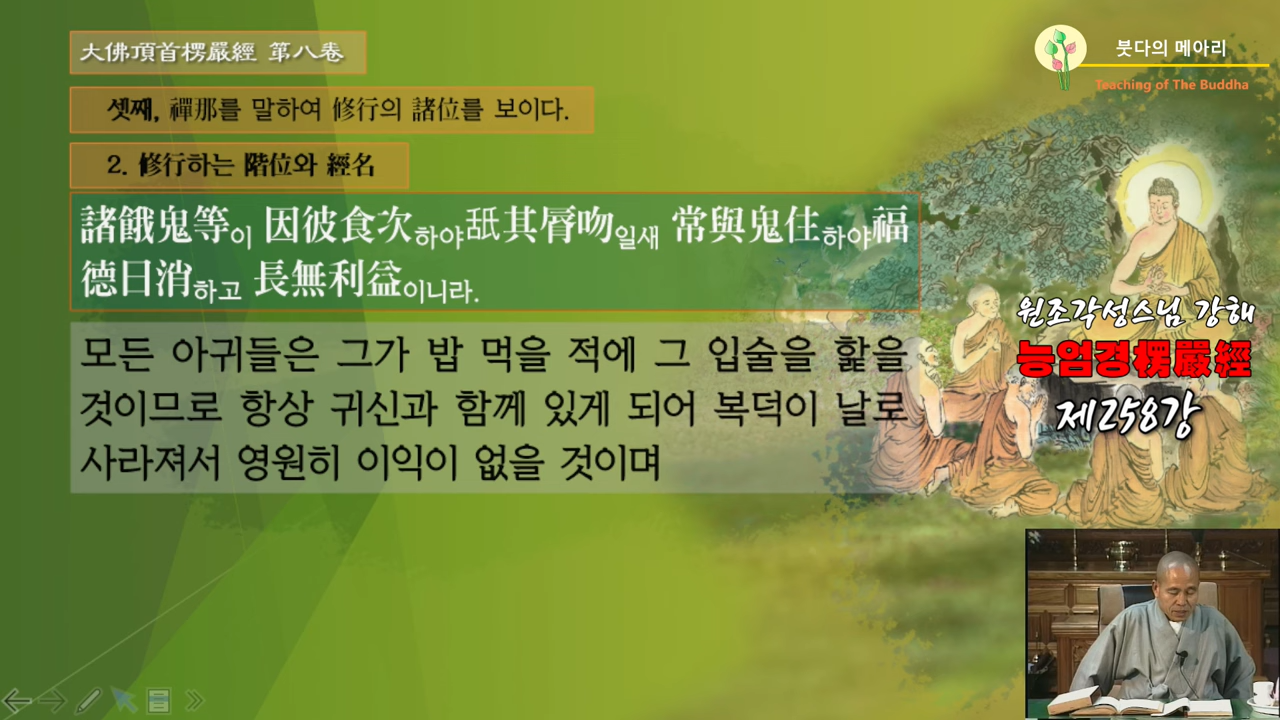 大佛頂首楞嚴經 第八卷
셋째, 禪那를 말하여 修行의 諸位를 보이다.
2. 修行하는 階位와 經名
諸餓鬼等이 因彼食次하야舐其脣吻일새 常與鬼住하야福
德日消하고 長無利益이니라.
모든 아귀들은 그가 밥 먹을 적에 그 입술을 핥을
것이므로 항상 귀신과 함께 있게 되어 복덕이 날로
사라져서 영원히 이익이 없을 것이며
붓다의 메아리
Teaching of The Buddha
원조각성스님 강해
능엄경楞嚴經
제258강